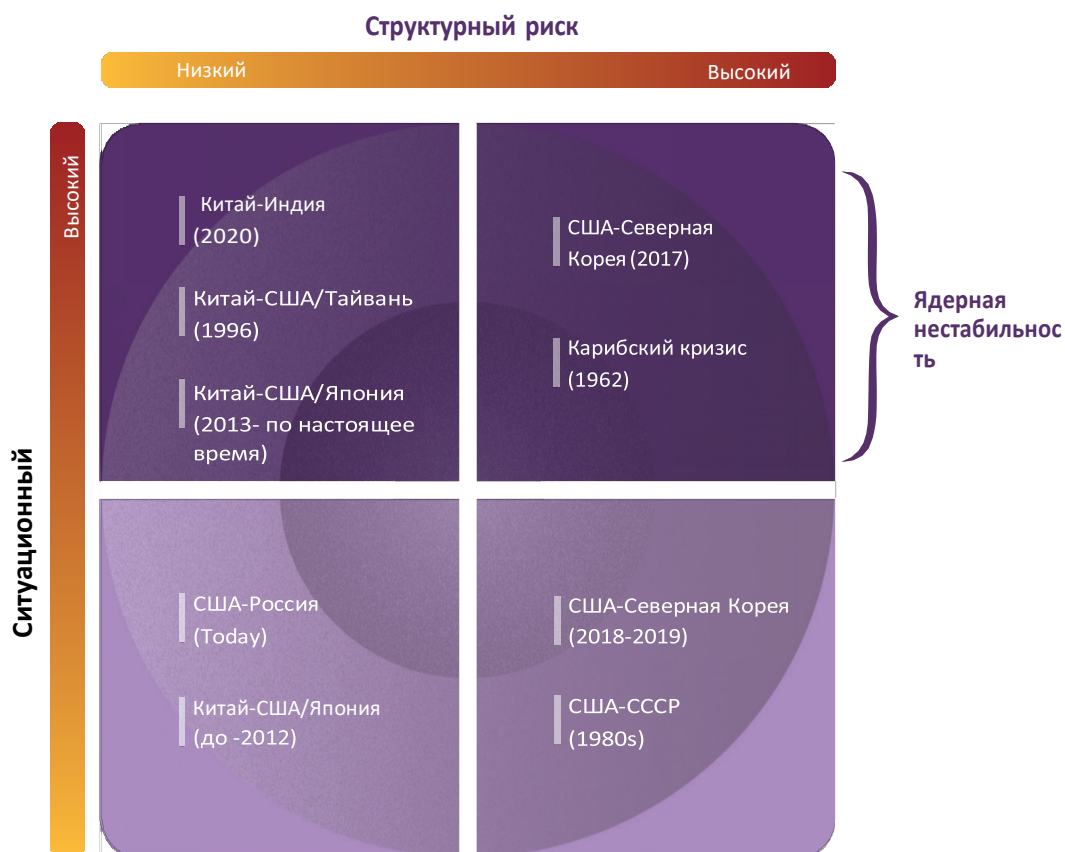 Структурный риск
Низкий
Высокий
Высокий
Ситуационный
Китай-Индия
(2020)
Китай-США/Тайвань
(1996)
Китай-США/Япония
(2013- по настоящее
время)
США-Северная
Корея (2017)
Карибский кризис
(1962)
Ядерная
нестабильнос
ть
США-Россия
(Today)
Китай-США/Япония
(до -2012)
США-Северная Корея
(2018-2019)
США-СССР
(1980s)